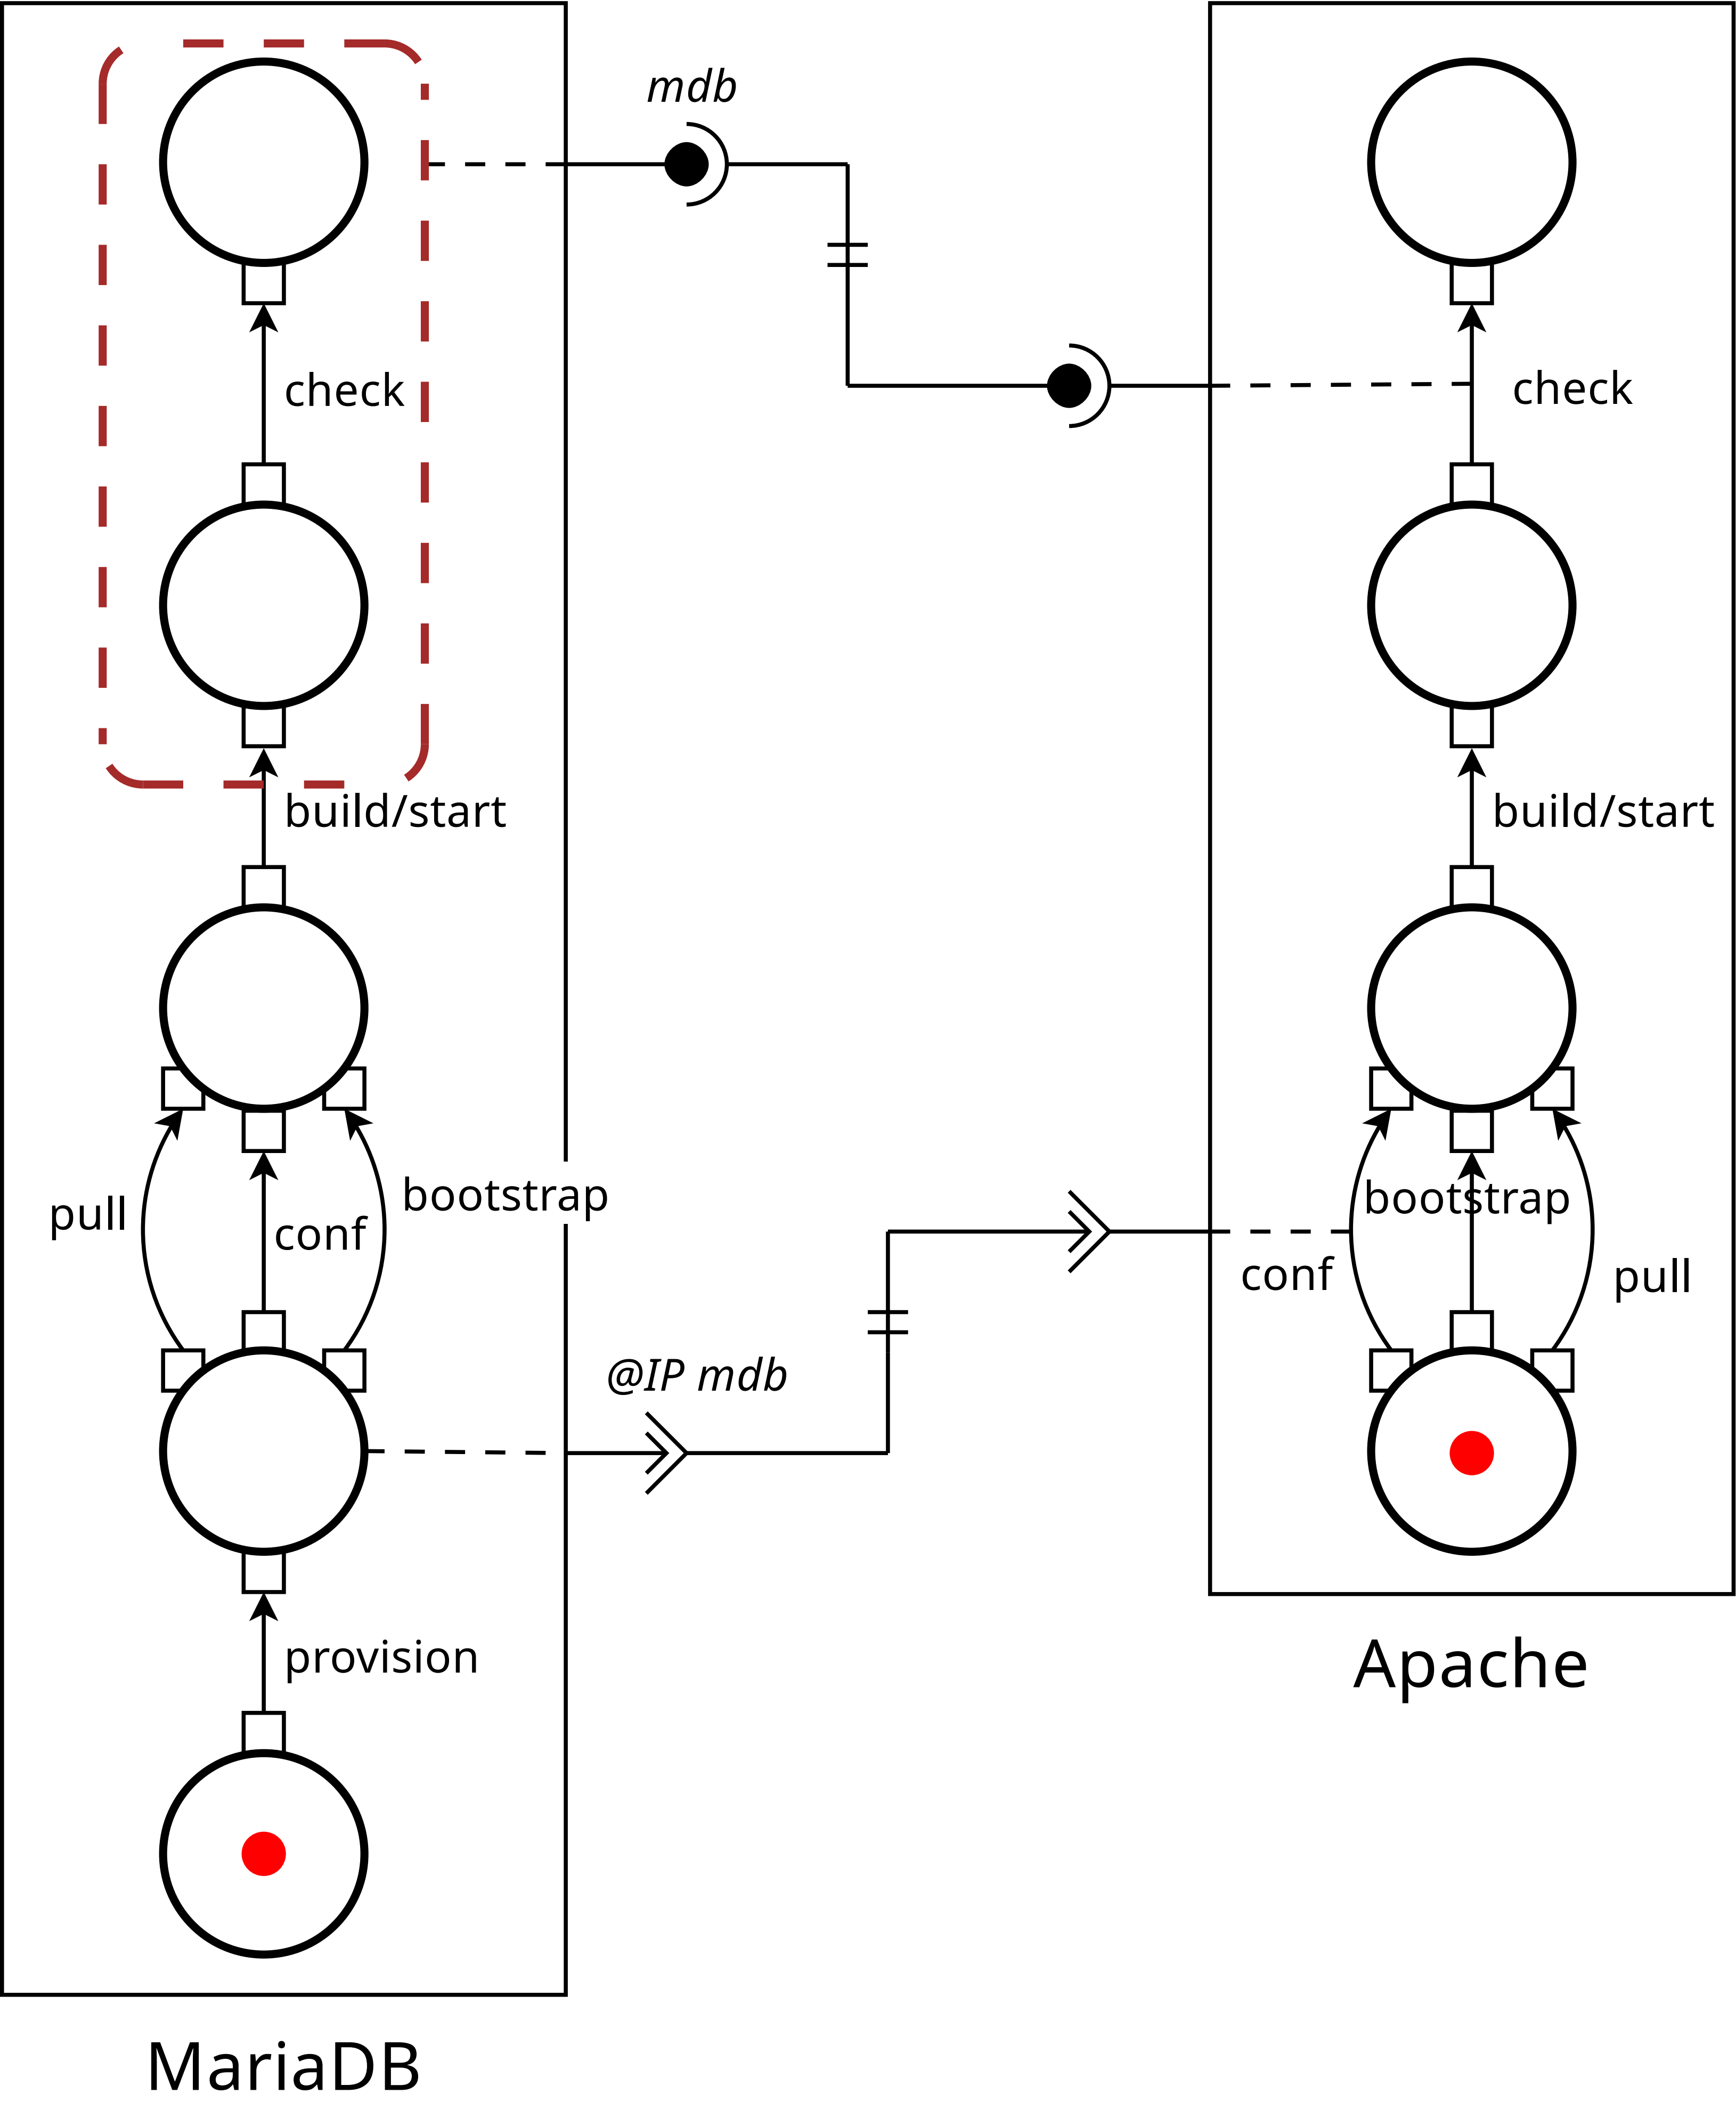 mdb
check
check
build/start
build/start
pull
conf
bootstrap
bootstrap
conf
pull
@IP mdb
provision
Apache
MariaDB